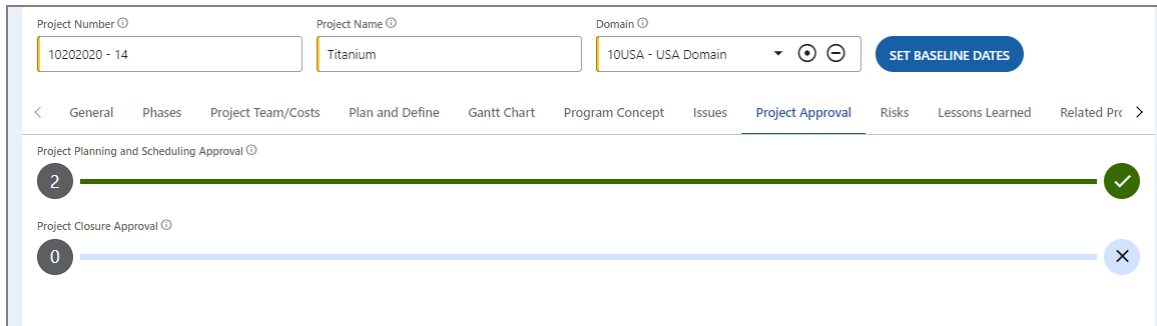 Project Number
Project Name
Domain
10202020 - 14
Titanium
10USA - USA Domain
SET BASELINE DATES
General Phases Project Team/Costs Plan and Define Gantt Chart Program Concept Issues Project Approval Risks Lessons Learned Related Prc
Project Planning and Scheduling Approval
2
Project Closure Approval
0